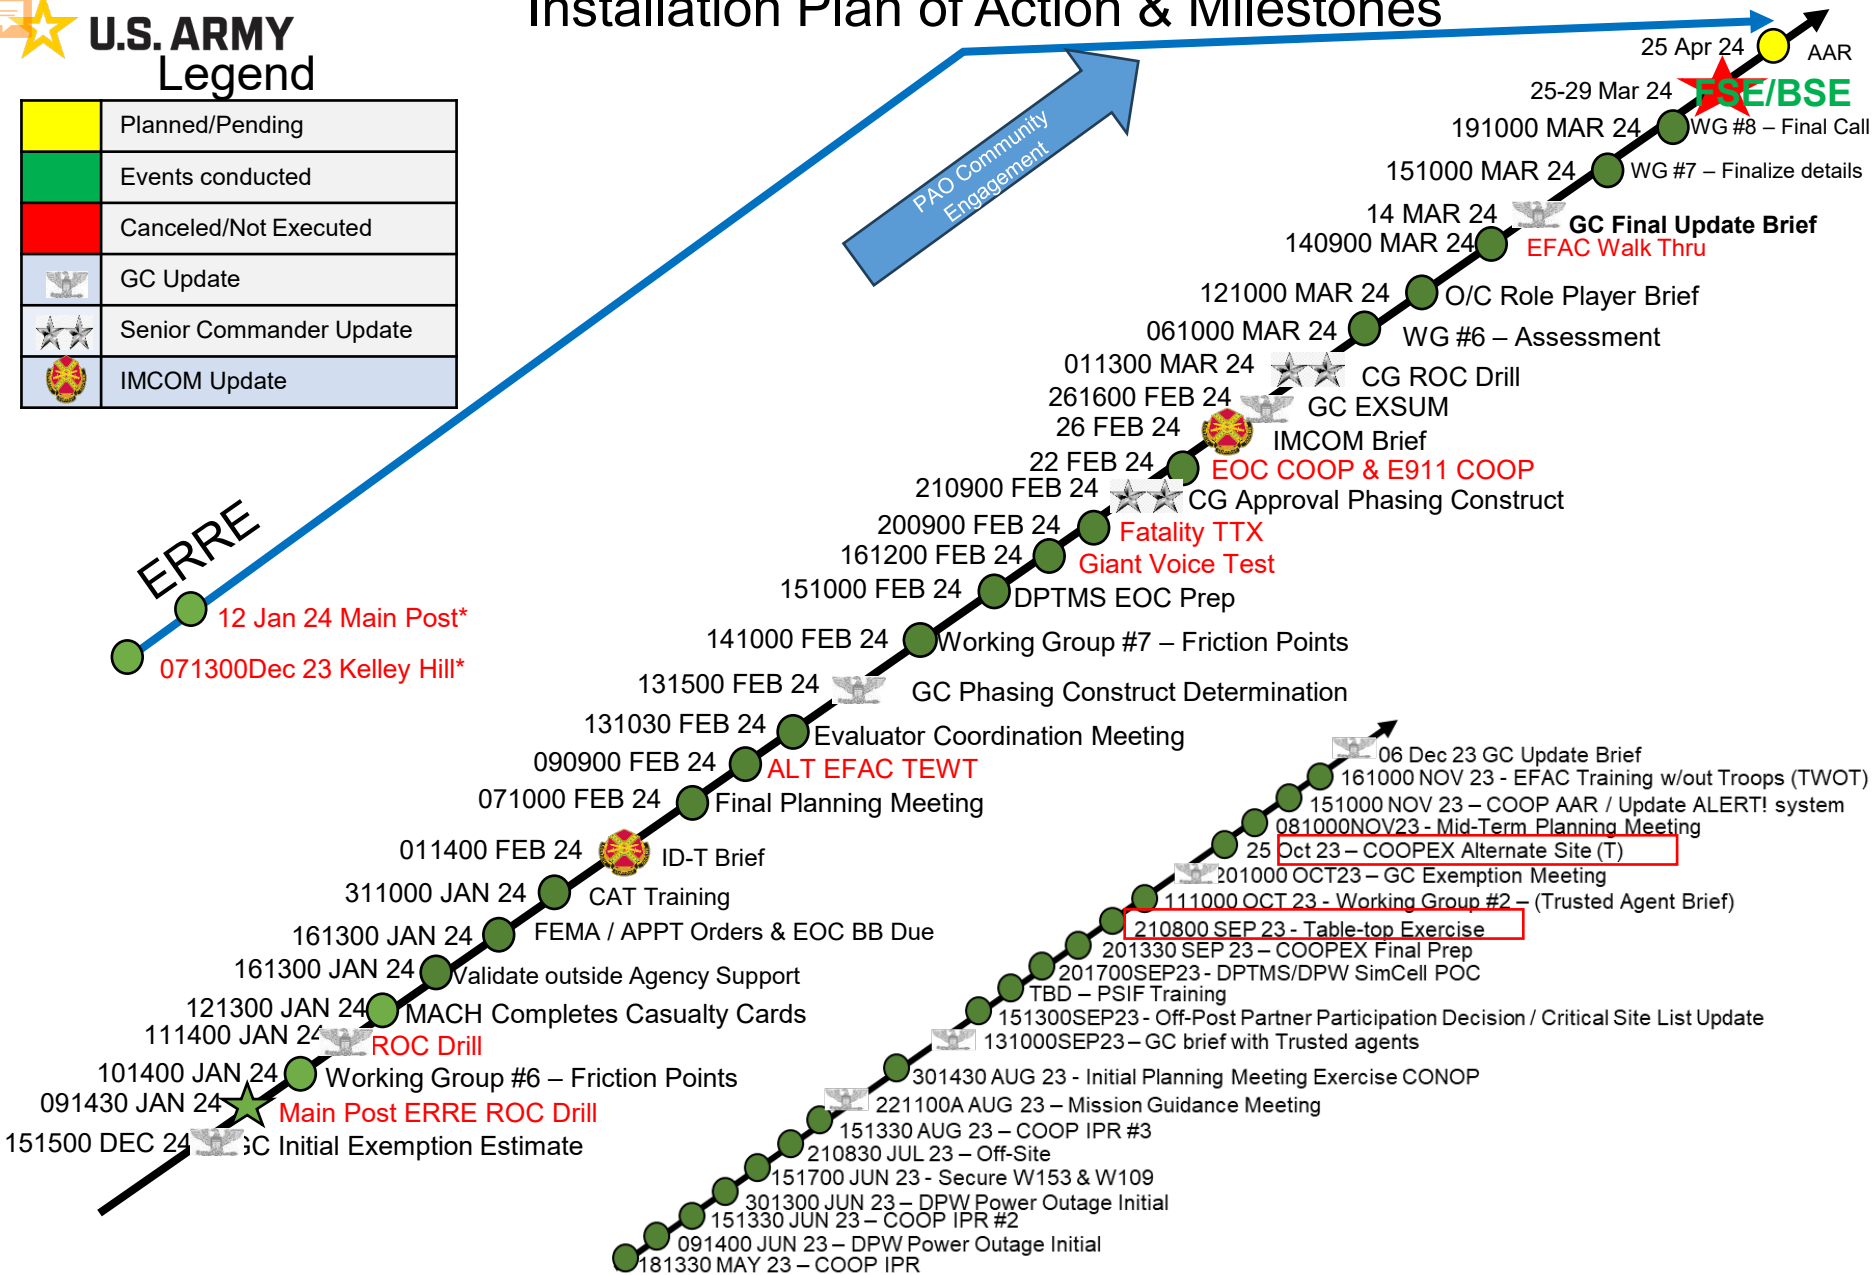 Installation Plan of Action & Milestones
U.S. ARMY
Legend
Planned/Pending
Events conducted
Canceled/Not Executed
GC Update
Senior Commander Update
IMCOM Update
PAO Community
Engagement
ERRE
12 Jan 24 Main Post*
071300Dec 23 Kelley Hill*
25 Apr 24 AAR
25-29 Mar 24 FSE/BSE
191000 MAR 24 WG #8 – Final Call
151000 MAR 24 WG #7 – Finalize details
14 MAR 24 GC Final Update Brief
140900 MAR 24 EFAC Walk Thru
121000 MAR 24 O/C Role Player Brief
061000 MAR 24 WG #6 – Assessment
011300 MAR 24 CG ROC Drill
261600 FEB 24 GC EXSUM
26 FEB 24 IMCOM Brief
22 FEB 24 EOC COOP & E911 COOP
210900 FEB 24 CG Approval Phasing Construct
200900 FEB 24 Fatality TTX
161200 FEB 24 Giant Voice Test
151000 FEB 24 DPTMS EOC Prep
141000 FEB 24 Working Group #7 – Friction Points
131500 FEB 24 GC Phasing Construct Determination
131030 FEB 24 Evaluator Coordination Meeting
090900 FEB 24 ALT EFAC TEWT
071000 FEB 24 Final Planning Meeting
011400 FEB 24 ID-T Brief
311000 JAN 24 CAT Training
161300 JAN 24 FEMA / APPT Orders & EOC BB Due
161300 JAN 24 Validate outside Agency Support
121300 JAN 24 MACH Completes Casualty Cards
111400 JAN 24 ROC Drill
101400 JAN 24 Working Group #6 – Friction Points
091430 JAN 24 Main Post ERRE ROC Drill
151500 DEC 24 GC Initial Exemption Estimate
06 Dec 23 GC Update Brief
161000 NOV 23 - EFAC Training w/out Troops (TWOT)
151000 NOV 23 – COOP AAR / Update ALERT! system
081000NOV23 - Mid-Term Planning Meeting
25 Oct 23 – COOPEX Alternate Site (T)
201000 OCT23 – GC Exemption Meeting
111000 OCT 23 - Working Group #2 – (Trusted Agent Brief)
210800 SEP 23 - Table-top Exercise
201330 SEP 23 – COOPEX Final Prep
201700SEP23 - DPTMS/DPW SimCell POC
TBD – PSIF Training
151300SEP23 - Off-Post Partner Participation Decision / Critical Site List Update
131000SEP23 – GC brief with Trusted agents
301430 AUG 23 - Initial Planning Meeting Exercise CONOP
221100A AUG 23 – Mission Guidance Meeting
151330 AUG 23 – COOP IPR #3
210830 JUL 23 – Off-Site
151700 JUN 23 - Secure W153 & W109
301300 JUN 23 – DPW Power Outage Initial
151330 JUN 23 – COOP IPR #2
091400 JUN 23 – DPW Power Outage Initial
181330 MAY 23 – COOP IPR